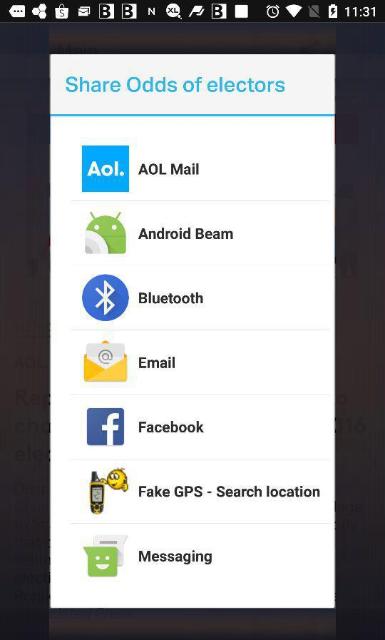 11:31
Share Odds of electors
Aol.
AOL Mail
Android Beam
Bluetooth
Email
Facebook
Fake GPS - Search location
Messaging